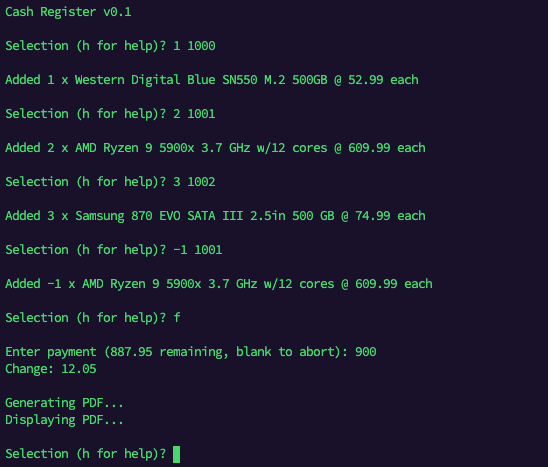 Cash Register v0.1
Selection (h for help)? 1 1000
Added 1 x Western Digital Blue SN550 M.2 500GB @ 52.99 each
Selection (h for help)? 2 1001
Added 2 x AMD Ryzen 9 5900x 3.7 GHz w/12 cores @ 609.99 each
Selection (h for help)? 3 1002
Added 3 x Samsung 870 EVO SATA III 2.5in 500 GB @ 74.99 each
Selection (h for help)? -1 1001
Added -1 x AMD Ryzen 9 5900x 3.7 GHz w/12 cores @ 609.99 each
Selection (h for help)? f
Enter payment (887.95 remaining, blank to abort): 900
Change: 12.05
Generating PDF...
Displaying PDF...
Selection (h for help)?